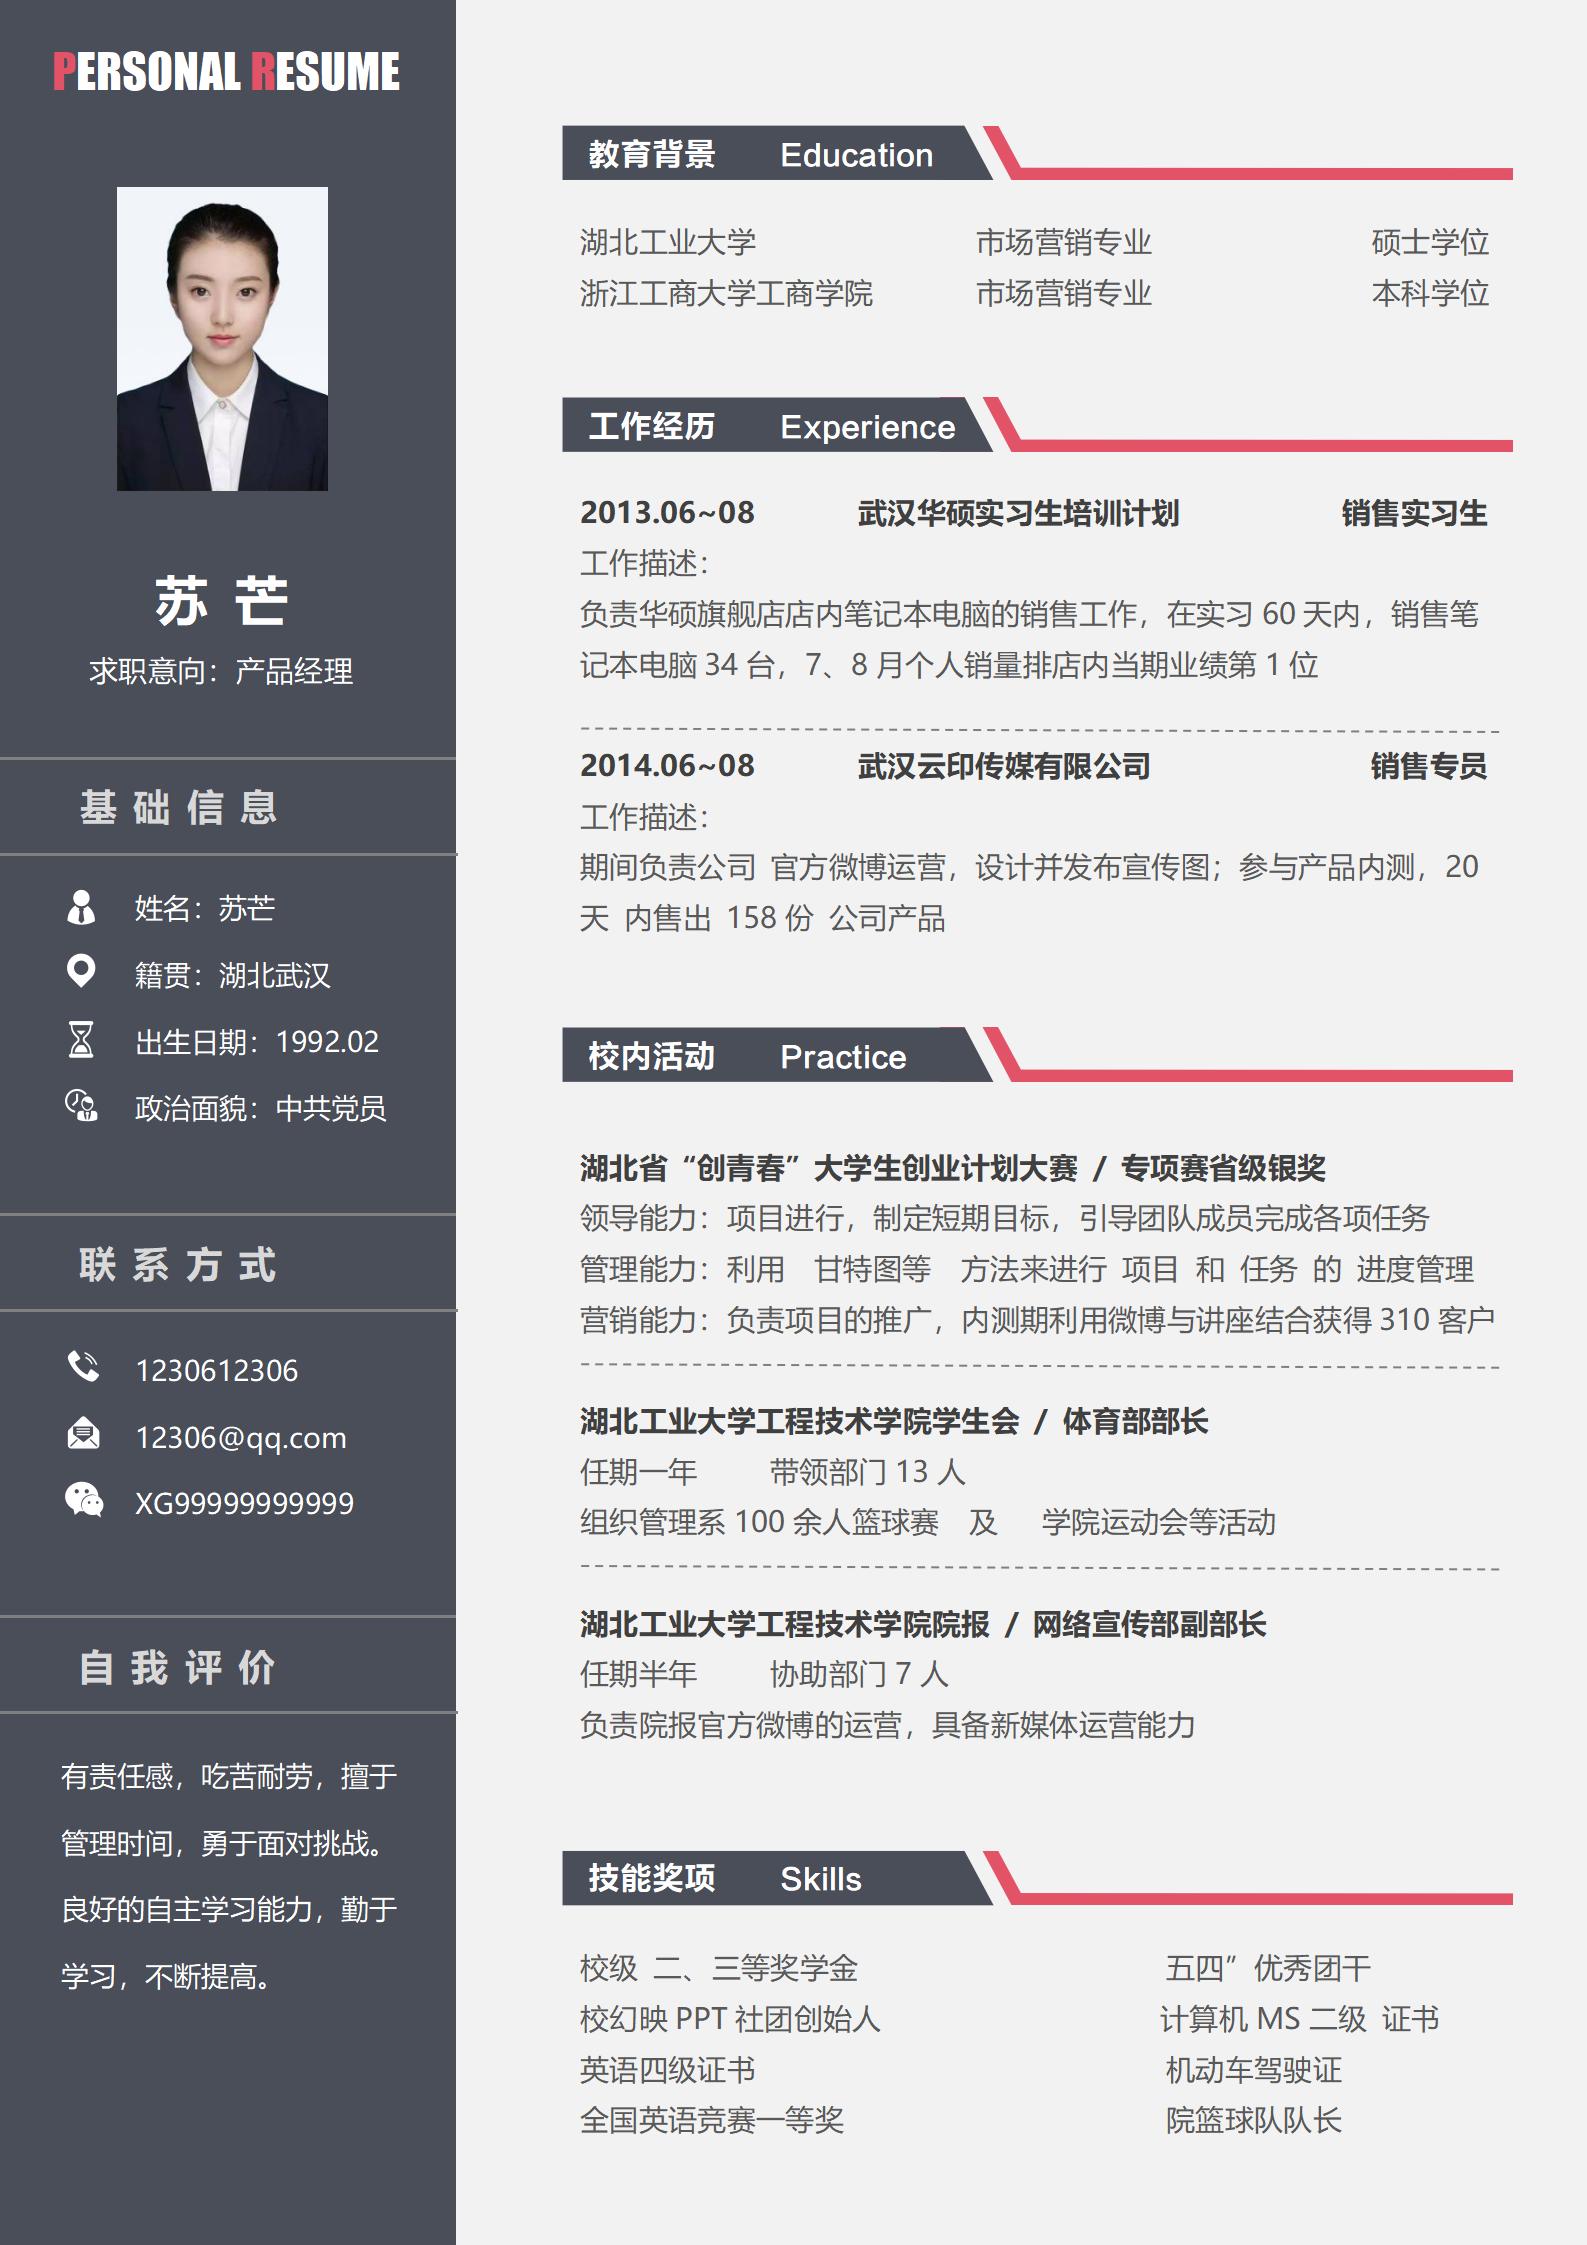 PERSONAL RESUME
苏 芒
求职意向：产品经理
基 础 信 息
姓名：苏芒
籍贯：湖北武汉
出生日期：1992.02
政治面貌：中共党员
联 系 方 式
1230612306
12306@qq.com
XG99999999999
自 我 评 价
有责任感，吃苦耐劳，擅于
管理时间，勇于面对挑战。
良好的自主学习能力，勤于
学习，不断提高。
教育背景 Education
湖北工业大学 市场营销专业 硕士学位
浙江工商大学工商学院 市场营销专业 本科学位
工作经历 Experience
2013.06~08 武汉华硕实习生培训计划 销售实习生
工作描述：
负责华硕旗舰店店内笔记本电脑的销售工作，在实习 60 天内，销售笔
记本电脑 34 台，7、8 月个人销量排店内当期业绩第 1 位
2014.06~08 武汉云印传媒有限公司 销售专员
工作描述：
期间负责公司 官方微博运营，设计并发布宣传图；参与产品内测，20
天 内售出 158 份 公司产品
校内活动 Practice
湖北省“创青春”大学生创业计划大赛 / 专项赛省级银奖
领导能力：项目进行，制定短期目标，引导团队成员完成各项任务
管理能力：利用 甘特图等 方法来进行 项目 和 任务 的 进度管理
营销能力：负责项目的推广，内测期利用微博与讲座结合获得 310 客户
湖北工业大学工程技术学院学生会 / 体育部部长
任期一年 带领部门 13 人
组织管理系 100 余人篮球赛 及 学院运动会等活动
湖北工业大学工程技术学院院报 / 网络宣传部副部长
任期半年 协助部门 7 人
负责院报官方微博的运营，具备新媒体运营能力
技能奖项 Skills
校级 二、三等奖学金 五四”优秀团干
校幻映 PPT 社团创始人 计算机 MS 二级 证书
英语四级证书 机动车驾驶证
全国英语竞赛一等奖 院篮球队队长